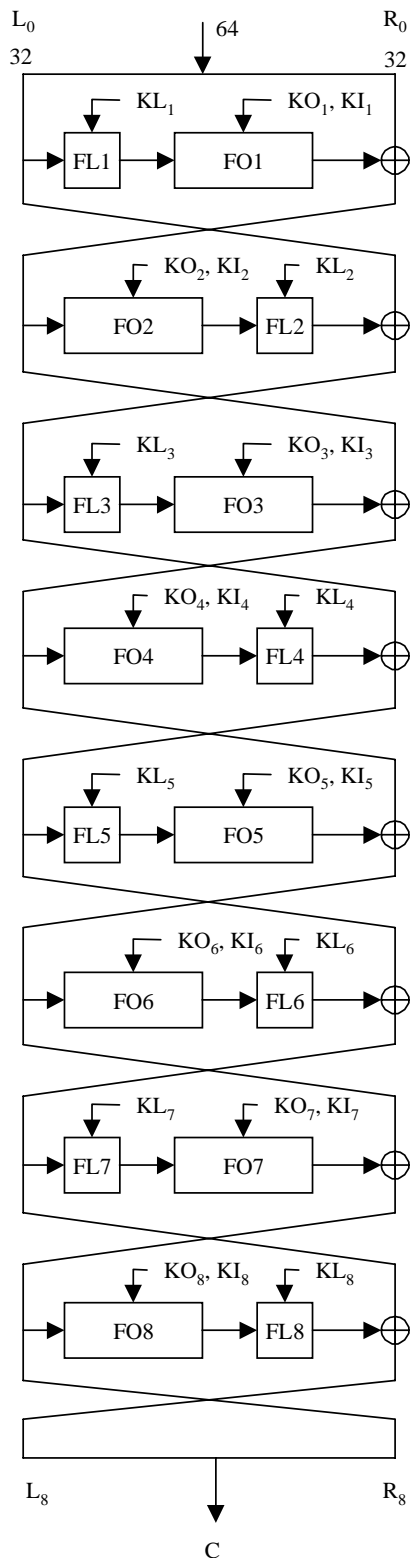 L₀ 64 R₀
32 32
KL₁ KO₁, KI₁
FL1 FO1
KO₂, KI₂ KL₂
FO2 FL2
KL₃ KO₃, KI₃
FL3 FO3
KO₄, KI₄ KL₄
FO4 FL4
KL₅ KO₅, KI₅
FL5 FO5
KO₆, KI₆ KL₆
FO6 FL6
KL₇ KO₇, KI₇
FL7 FO7
KO₈, KI₈ KL₈
FO8 FL8
L₈ R₈
C